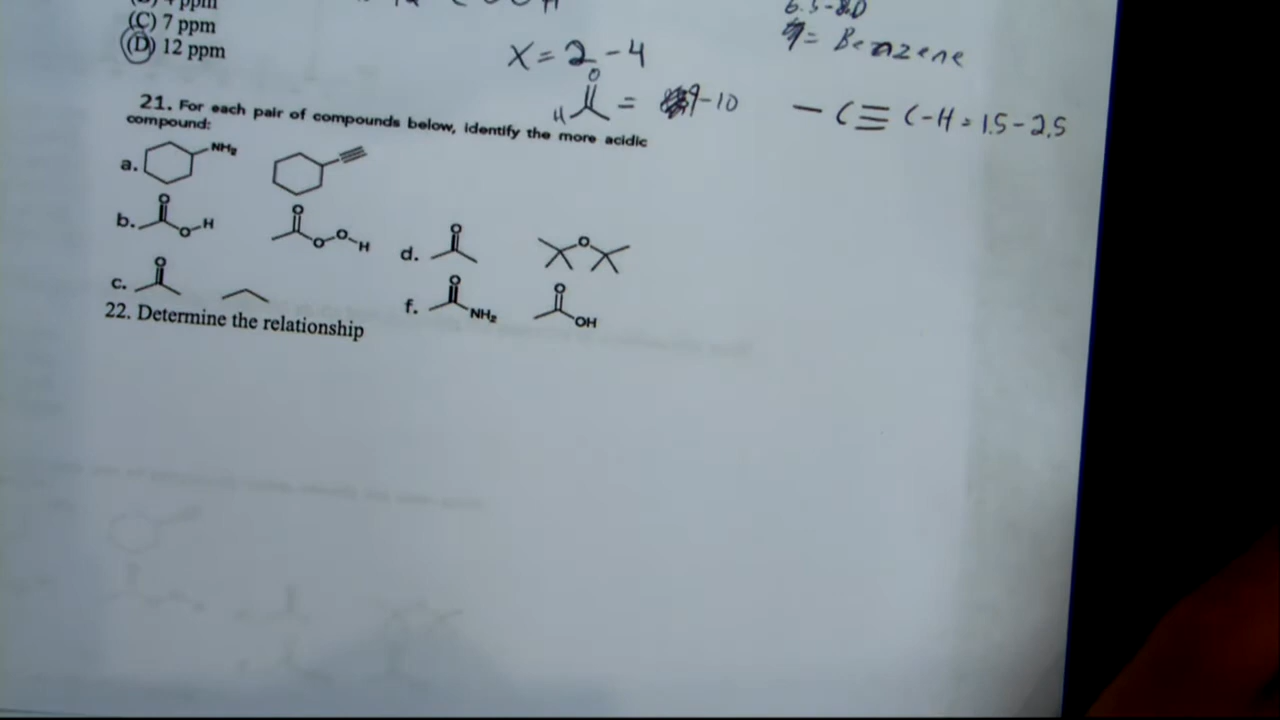 (C) 7 ppm
(D) 12 ppm
6.5-8.0
= Benzene
X = 2 - 4
O
H = 9-10
- C≡C-H = 1.5-2.5
21. For each pair of compounds below, identify the more acidic
compound:
a. NH₂
b. O O H O O O H
c. O
d. O O
f. O NH₂ O OH
22. Determine the relationship